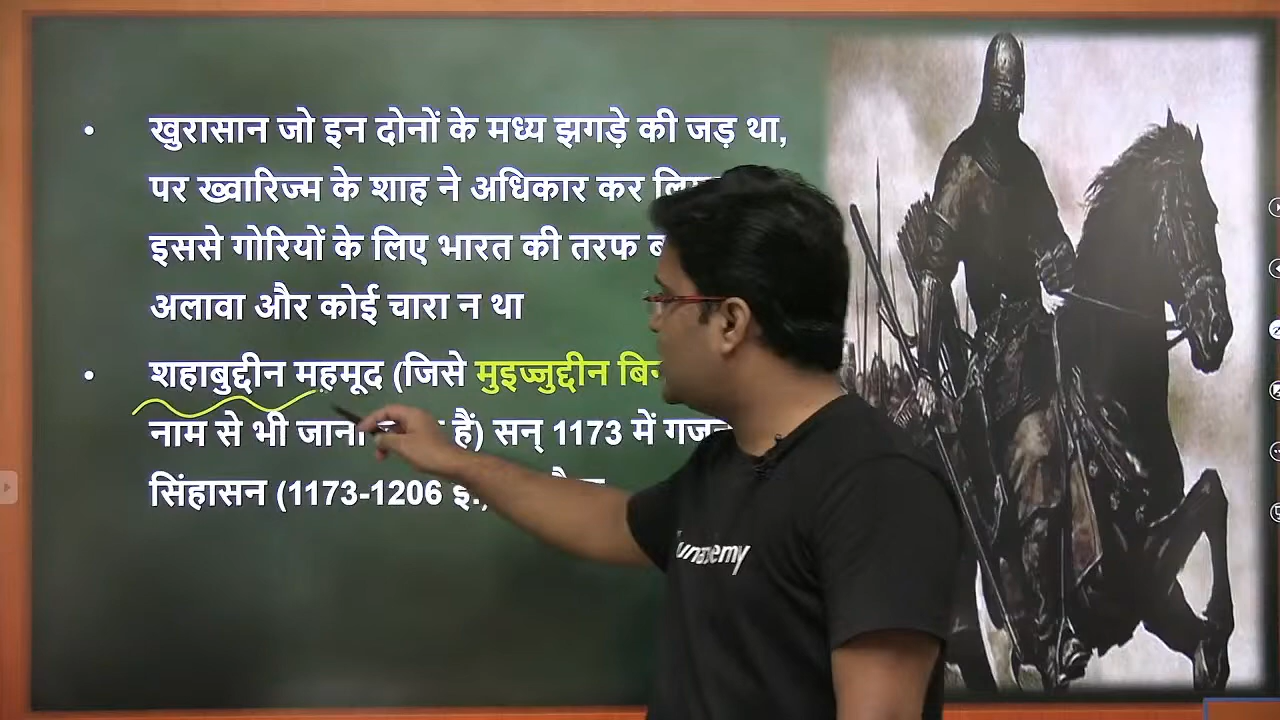 खुरासान जो इन दोनों के मध्य झगड़े की जड़ था,
पर ख्वारिज्म के शाह ने अधिकार कर
इससे गोरियों के लिए भारत की तरफ
अलावा और कोई चारा न था
शहाबुद्दीन महमूद (जिसे मुइज्जुद्दीन
नाम से भी हैं) सन् 1173 में
सिंहासन (1173-1206 ई.)
unacademy